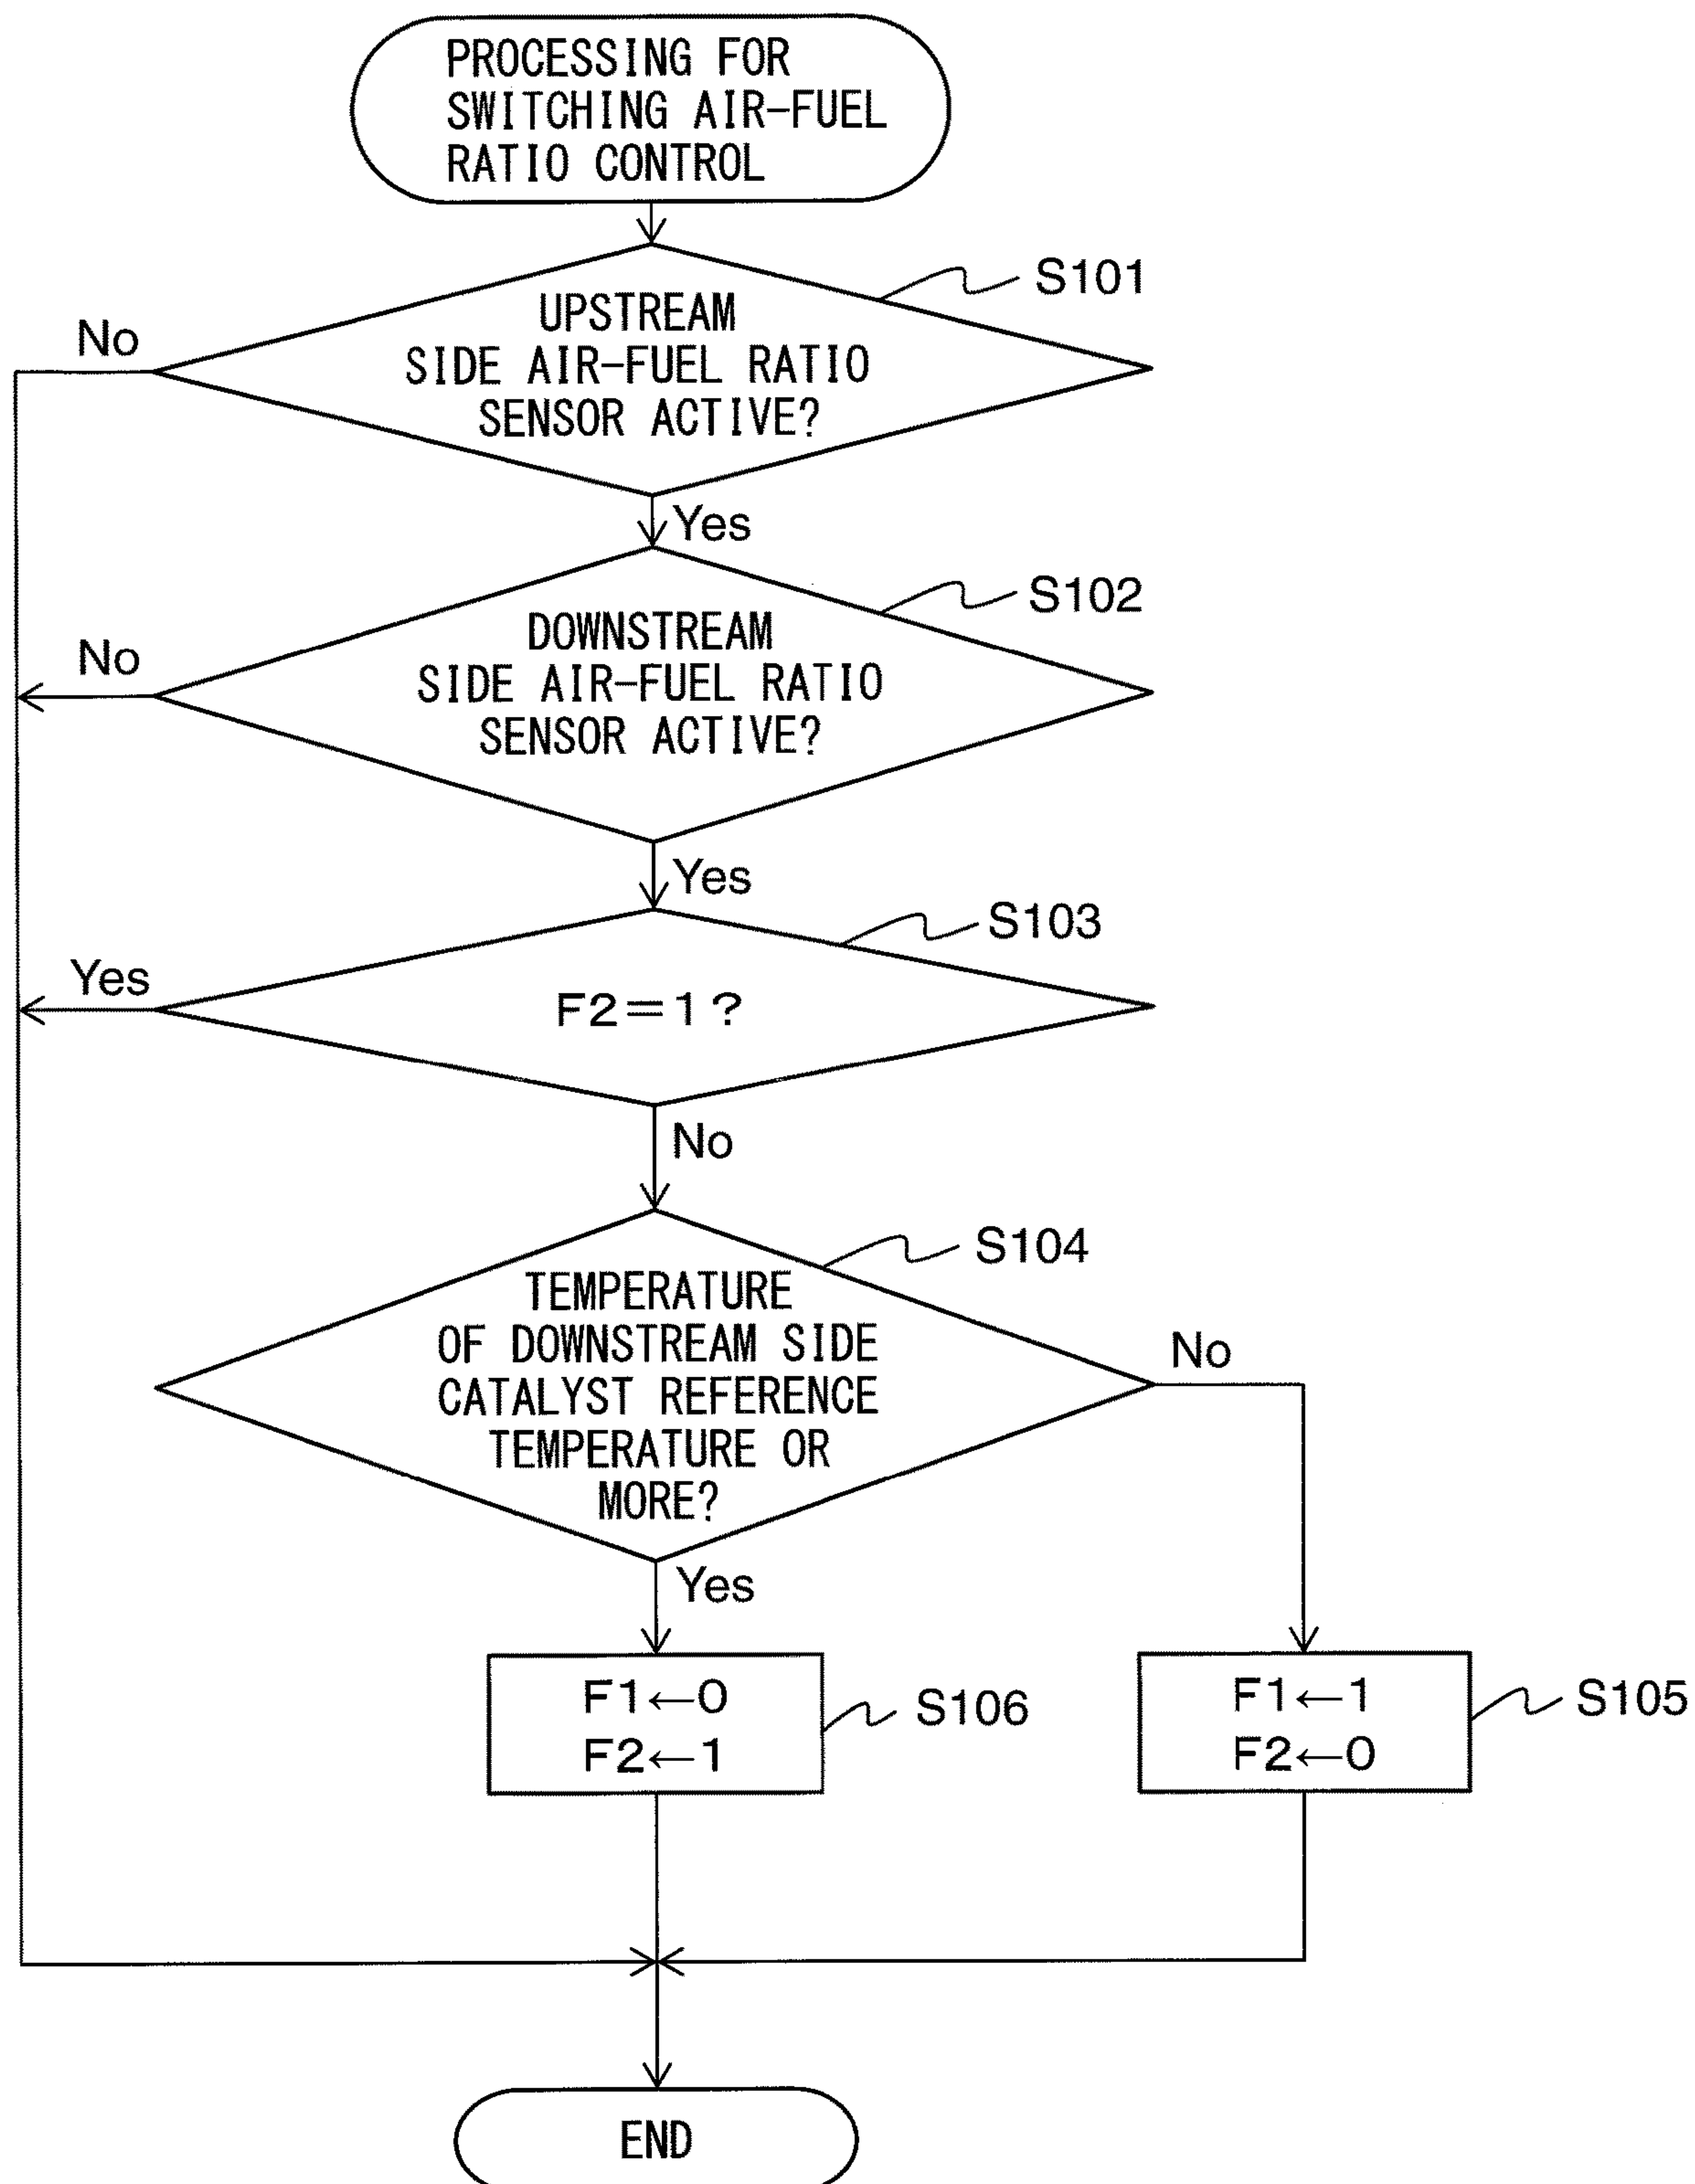 PROCESSING FOR
SWITCHING AIR-FUEL
RATIO CONTROL
S101
No
UPSTREAM
SIDE AIR-FUEL RATIO
SENSOR ACTIVE?
Yes
S102
No
DOWNSTREAM
SIDE AIR-FUEL RATIO
SENSOR ACTIVE?
Yes
S103
Yes
F2=1?
No
S104
TEMPERATURE
OF DOWNSTREAM SIDE
CATALYST REFERENCE
TEMPERATURE OR
MORE?
No
Yes
F1←0
F2←1
S106
F1←1
F2←0
S105
END